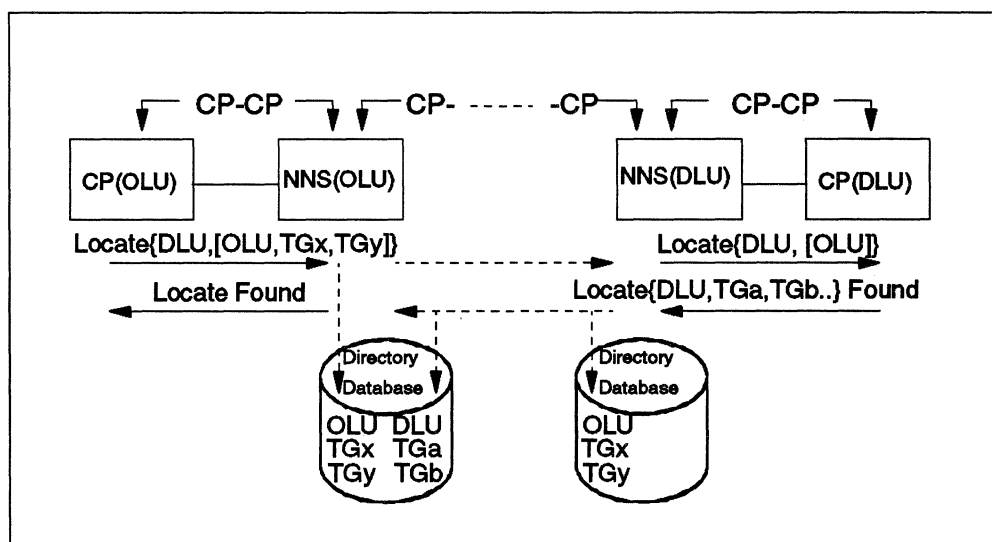 CP-CP CP- -CP CP-CP
CP(OLU) NNS(OLU) NNS(DLU) CP(DLU)
Locate{DLU,[OLU,TGx,TGy]} Locate{DLU, [OLU]}
Locate Found Locate{DLU,TGa,TGb..} Found
Directory Directory
Database Database
OLU DLU OLU
TGx TGa TGx
TGy TGb TGy